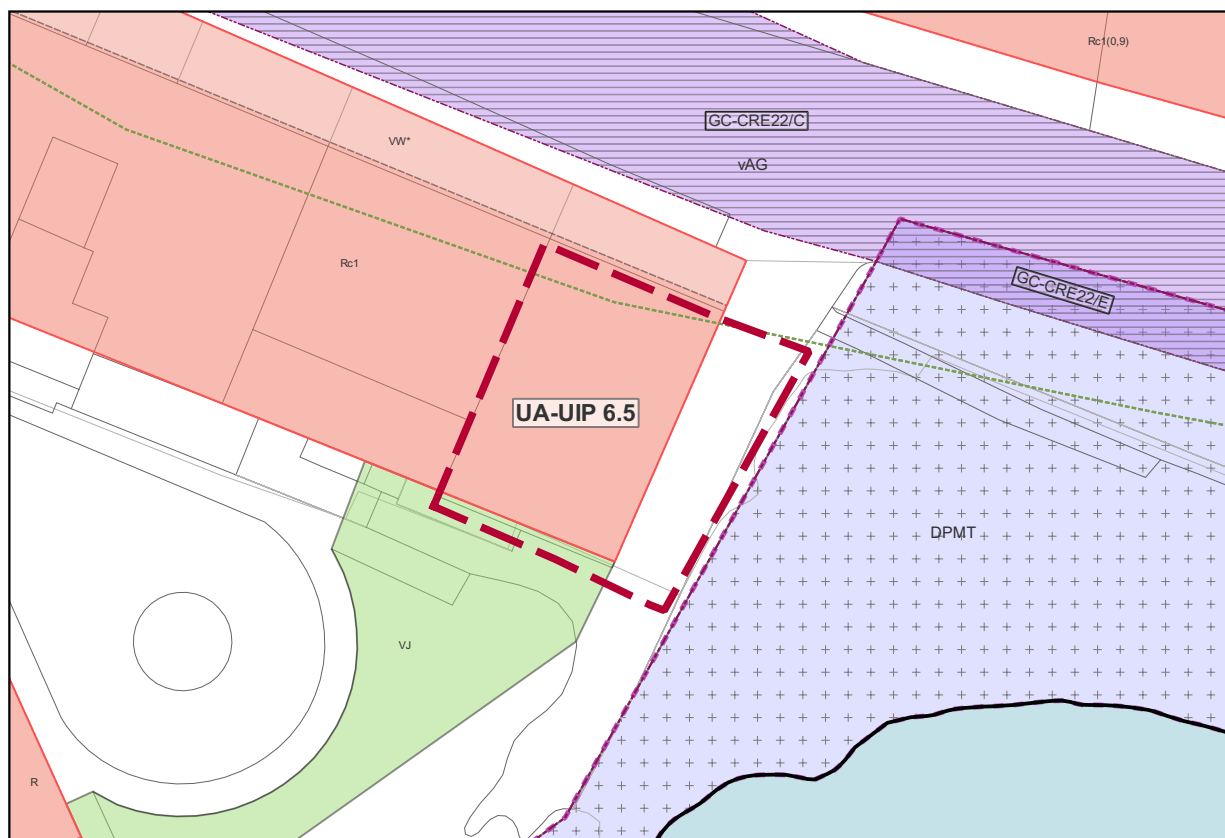 Rc1(0,9)
GC-CRE22/C
VW*
vAG
Rc1
GC-CRE22/E
UA-UIP 6.5
DPMT
VJ
R